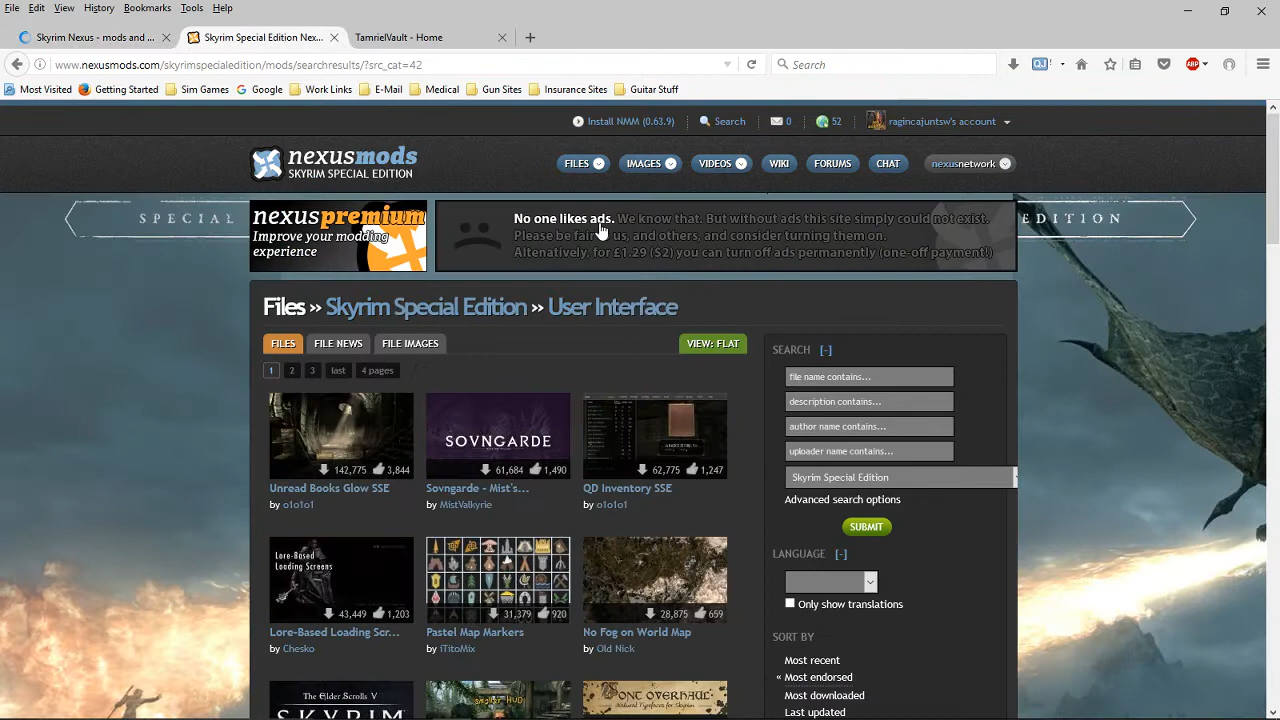 File Edit View History Bookmarks Tools Help
Skyrim Nexus - mods and ...
Skyrim Special Edition Nex...
TamrielVault - Home
www.nexusmods.com/skyrimspecialedition/mods/searchresults/?src_cat=42
Search
Most Visited Getting Started Sim Games Google Work Links E-Mail Medical Gun Sites Insurance Sites Guitar Stuff
Install NMM (0.63.9) Search 0 52 ragincajuntsw's account
nexusmods
SKYRIM SPECIAL EDITION
FILES IMAGES VIDEOS WIKI FORUMS CHAT nexusnetwork
SPECIAL
EDITION
nexuspremium
Improve your modding
experience
No one likes ads. We know that. But without ads this site simply could not exist.
Please be fair to us, and others, and consider turning them on.
Altenatively, for £1.29 ($2) you can turn off ads permanently (one-off payment!)
Files » Skyrim Special Edition » User Interface
FILES FILE NEWS FILE IMAGES VIEW: FLAT
1 2 3 last 4 pages
SOVNGARDE
142,775 3,844
61,684 1,490
62,775 1,247
Unread Books Glow SSE
by o1o1o1
Sovngarde - Mist's...
by MistValkyrie
QD Inventory SSE
by o1o1o1
Lore-Based
Loading Screens
43,449 1,203
31,379 920
28,875 659
Lore-Based Loading Scr...
by Chesko
Pastel Map Markers
by iTitoMix
No Fog on World Map
by Old Nick
The Elder Scrolls V
SKYRIM
Smaller HUD
FONT OVERHAUL
Natural Typefaces for Skyrim
SEARCH [-]
file name contains...
description contains...
author name contains...
uploader name contains...
Skyrim Special Edition
Advanced search options
SUBMIT
LANGUAGE [-]
Only show translations
SORT BY
Most recent
« Most endorsed
Most downloaded
Last updated